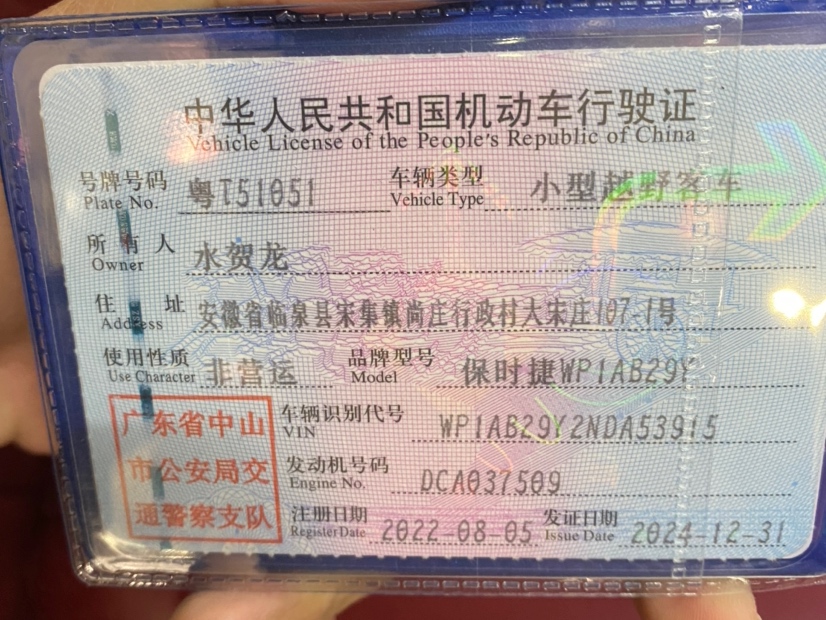 中华人民共和国机动车行驶证
Vehicle License of the People's Republic of China
号牌号码 粤T51051 车辆类型 小型越野客车
Plate No. Vehicle Type
所有人 水贺龙
Owner
住址 安徽省临泉县宋集镇尚庄行政村大宋庄107-1号
Address
使用性质 非营运 品牌型号 保时捷WP1AB29Y
Use Character Model
车辆识别代号 WP1AB29Y2NDA53915
VIN
发动机号码 DCA037509
Engine No.
注册日期 2022-08-05 发证日期 2024-12-31
Register Date Issue Date
广东省中山
市公安局交
通警察支队